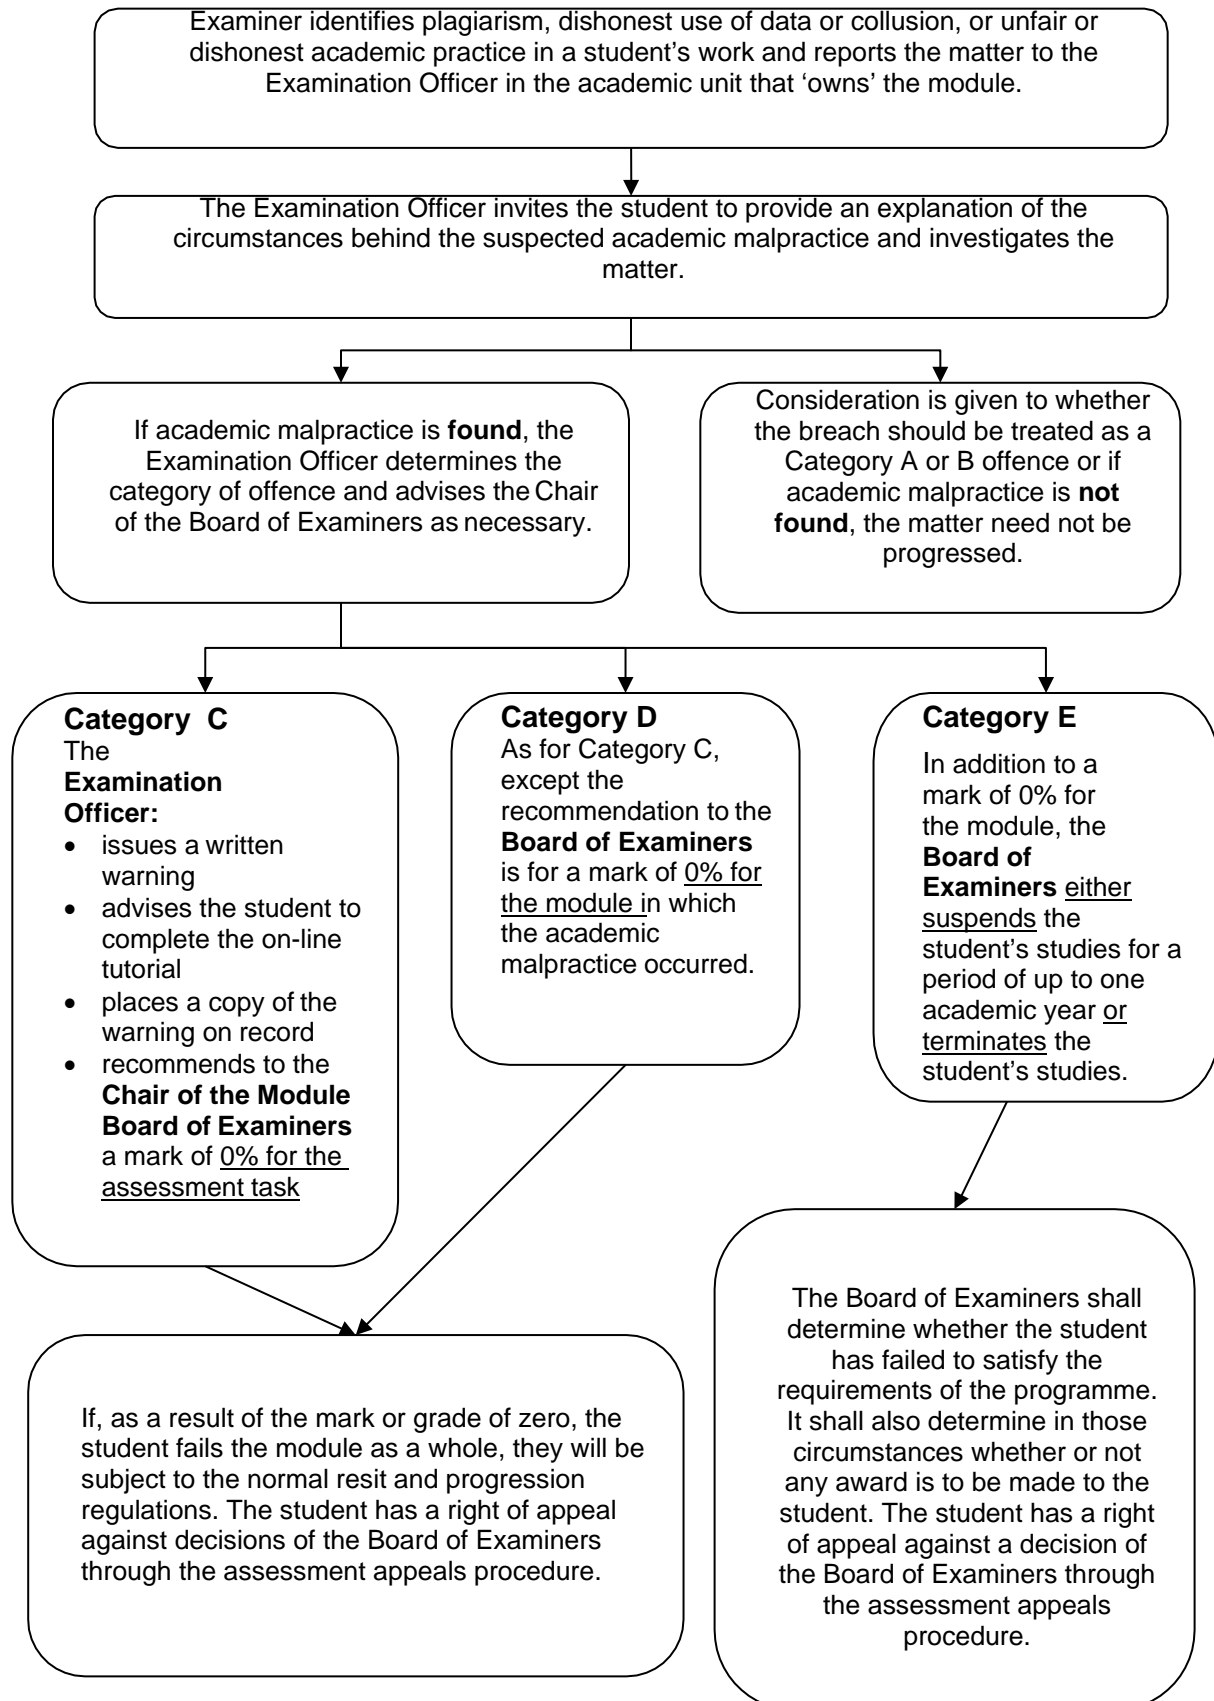 Examiner identifies plagiarism, dishonest use of data or collusion, or unfair or
dishonest academic practice in a student’s work and reports the matter to the
Examination Officer in the academic unit that ‘owns’ the module.
The Examination Officer invites the student to provide an explanation of the
circumstances behind the suspected academic malpractice and investigates the
matter.
If academic malpractice is found, the
Examination Officer determines the
category of offence and advises the Chair
of the Board of Examiners as necessary.
Consideration is given to whether
the breach should be treated as a
Category A or B offence or if
academic malpractice is not
found, the matter need not be
progressed.
Category C
The
Examination
Officer:
• issues a written
warning
• advises the student to
complete the on-line
tutorial
• places a copy of the
warning on record
• recommends to the
Chair of the Module
Board of Examiners
a mark of 0% for the
assessment task
Category D
As for Category C,
except the
recommendation to the
Board of Examiners
is for a mark of 0% for
the module in which
the academic
malpractice occurred.
Category E
In addition to a
mark of 0% for
the module, the
Board of
Examiners either
suspends the
student’s studies for a
period of up to one
academic year or
terminates the
student’s studies.
If, as a result of the mark or grade of zero, the
student fails the module as a whole, they will be
subject to the normal resit and progression
regulations. The student has a right of appeal
against decisions of the Board of Examiners
through the assessment appeals procedure.
The Board of Examiners shall
determine whether the student
has failed to satisfy the
requirements of the programme.
It shall also determine in those
circumstances whether or not
any award is to be made to the
student. The student has a right
of appeal against a decision of
the Board of Examiners through
the assessment appeals
procedure.